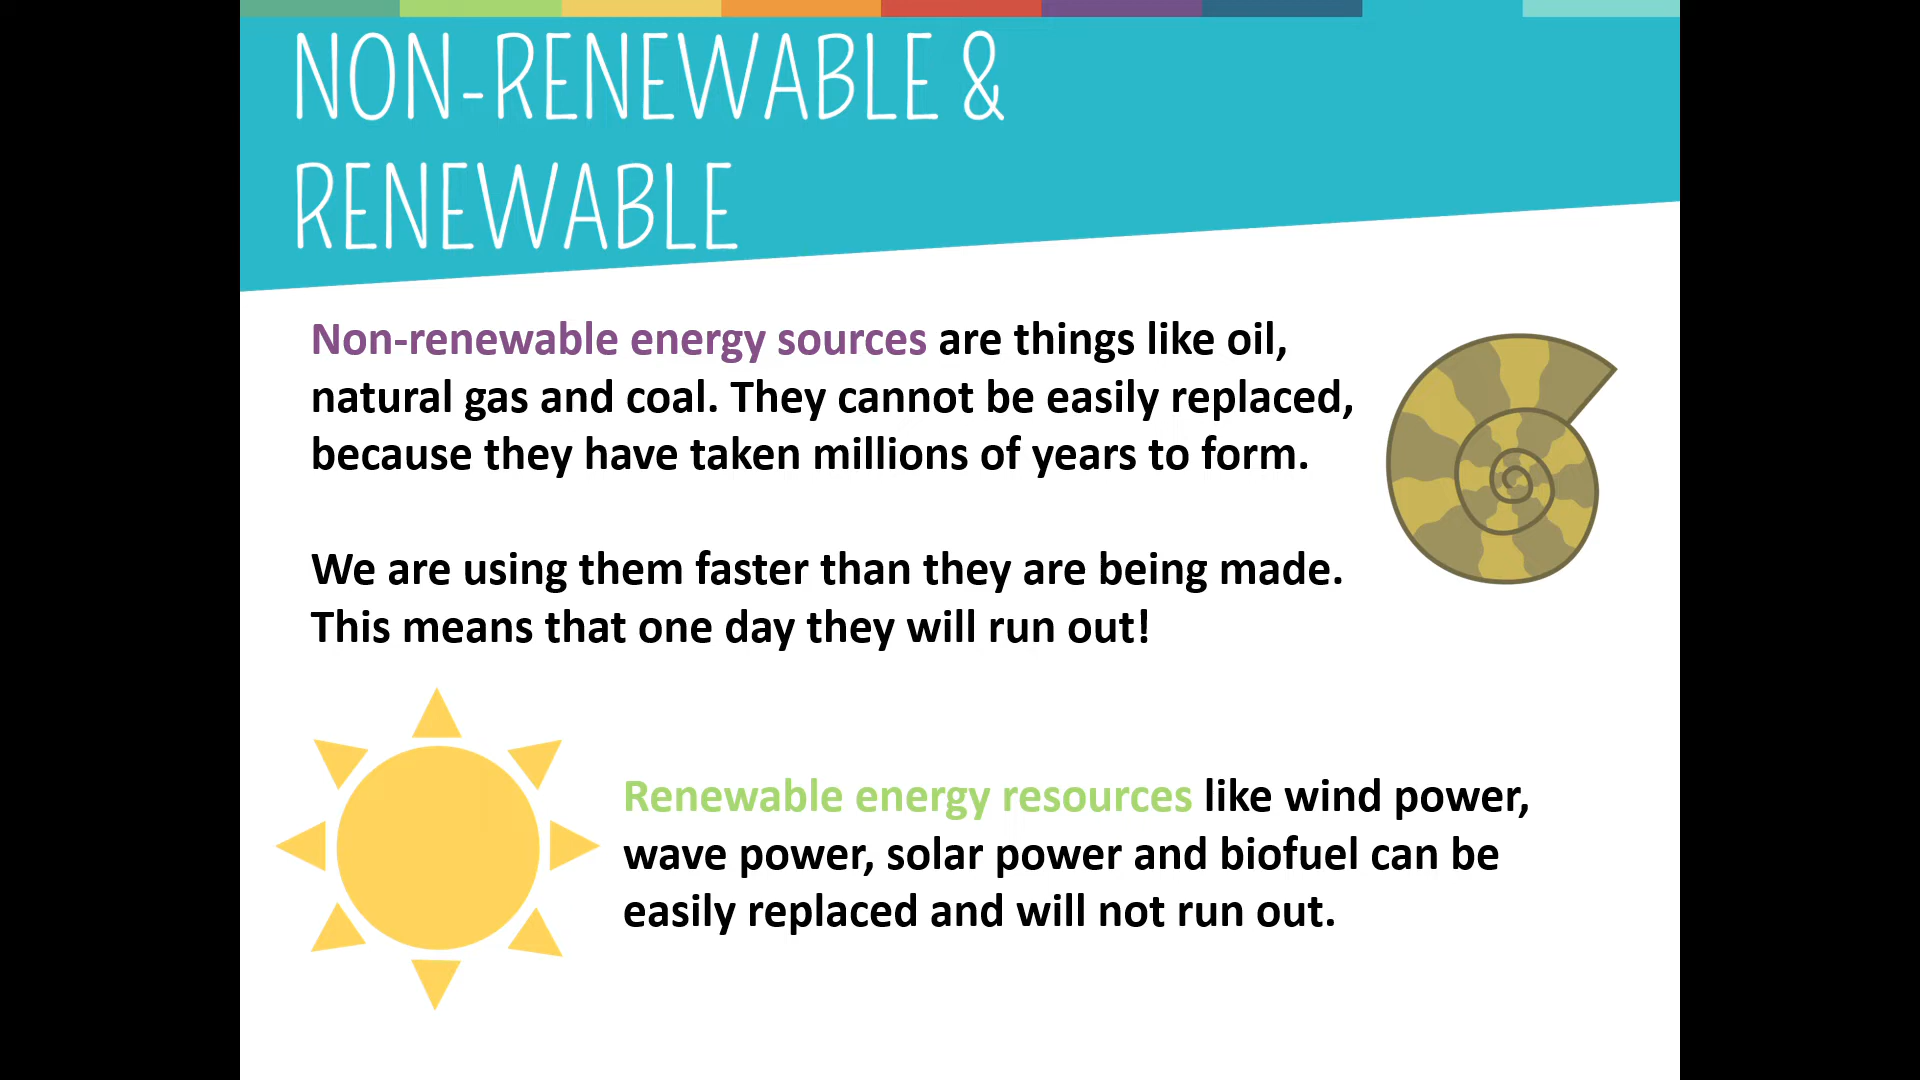 NON-RENEWABLE &
RENEWABLE
Non-renewable energy sources are things like oil,
natural gas and coal. They cannot be easily replaced,
because they have taken millions of years to form.
We are using them faster than they are being made.
This means that one day they will run out!
Renewable energy resources like wind power,
wave power, solar power and biofuel can be
easily replaced and will not run out.